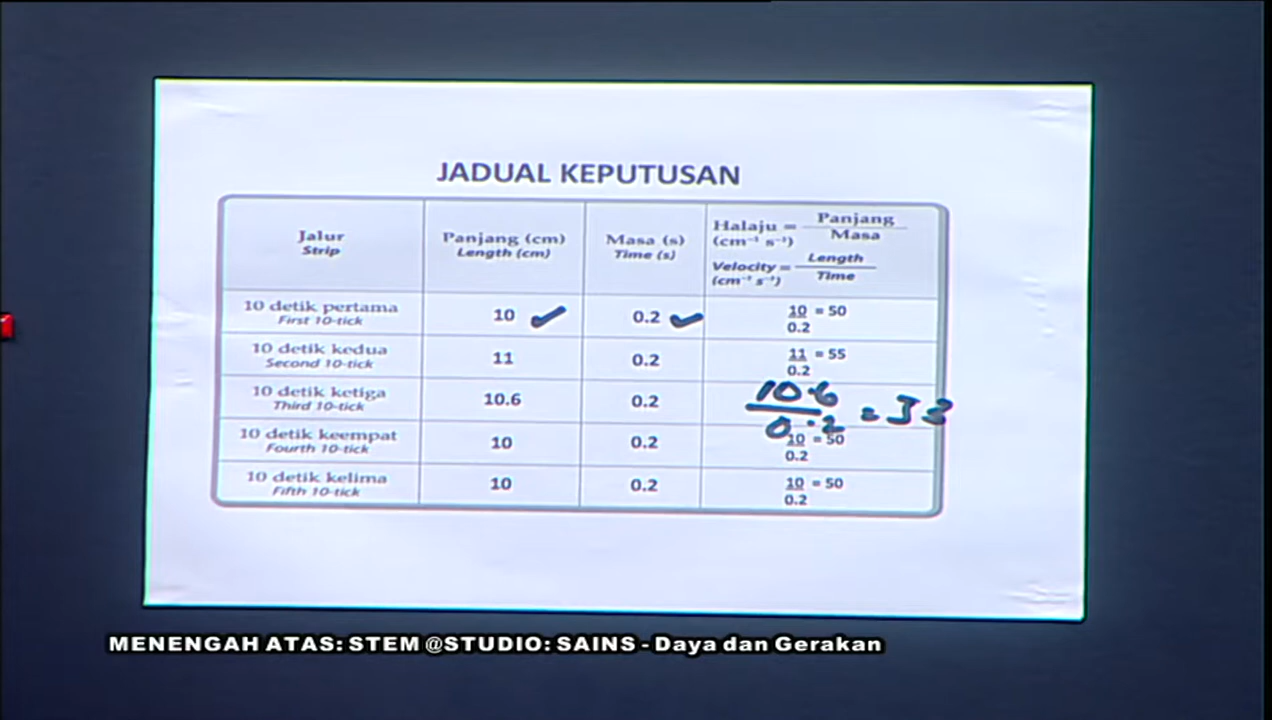 JADUAL KEPUTUSAN
Jalur
Strip
Panjang (cm)
Length (cm)
Masa (s)
Time (s)
Halaju = Panjang
(cm⁻¹ s⁻¹) Masa
Velocity = Length
(cm⁻¹ s⁻¹) Time
10 detik pertama
First 10-tick
10
0.2
10 = 50
0.2
10 detik kedua
Second 10-tick
11
0.2
11 = 55
0.2
10 detik ketiga
Third 10-tick
10.6
0.2
10.6
0.2 =
10 detik keempat
Fourth 10-tick
10
0.2
10 = 50
0.2
10 detik kelima
Fifth 10-tick
10
0.2
10 = 50
0.2
MENENGAH ATAS: STEM @STUDIO: SAINS - Daya dan Gerakan